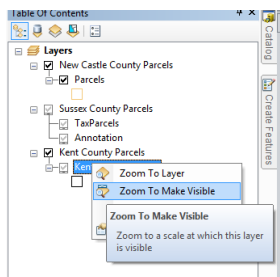 Table Of Contents
Layers
New Castle County Parcels
Parcels
Sussex County Parcels
TaxParcels
Annotation
Kent County Parcels
Ken
Zoom To Layer
Zoom To Make Visible
Zoom To Make Visible
Zoom to a scale at which this layer
is visible
Catalog
Create Features